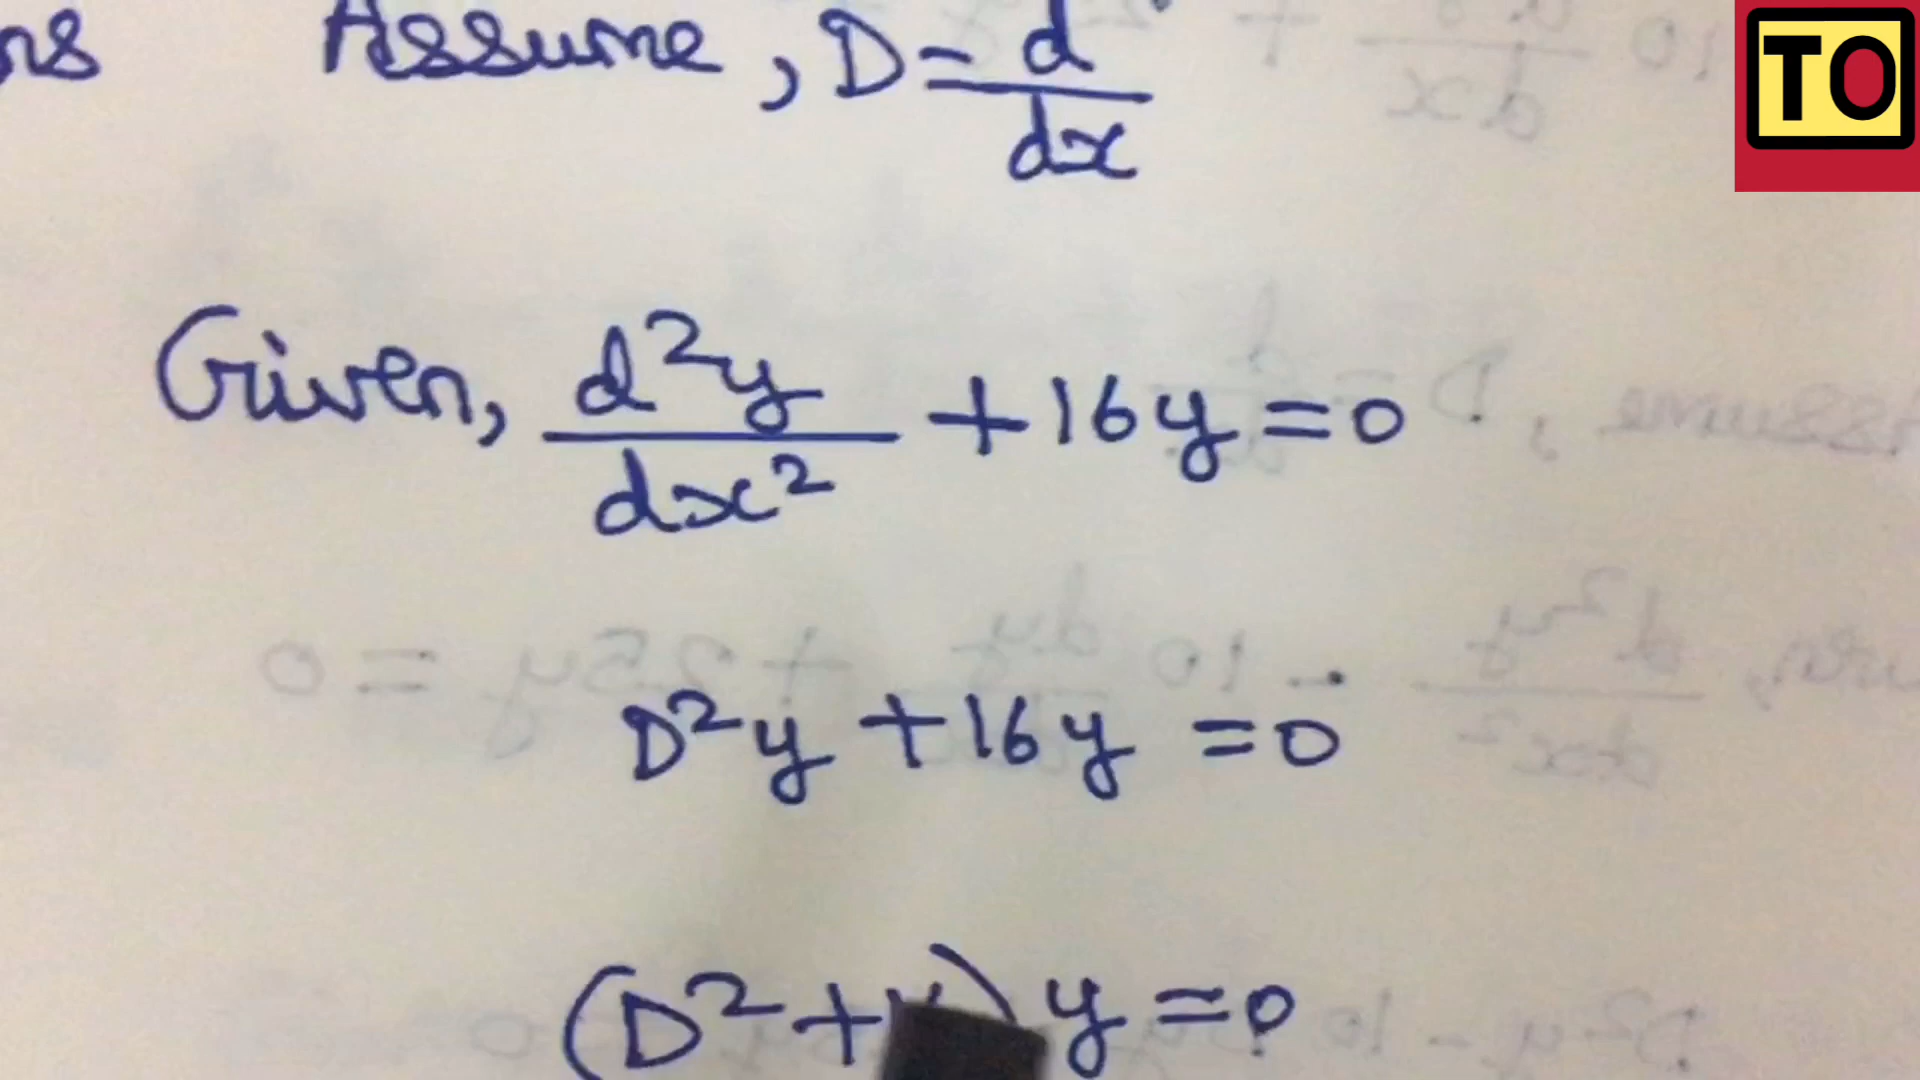 ns Assume, D = d/dx
TO
Given, d²y/dx² + 16y = 0
D²y + 16y = 0
(D² + ) y = 0